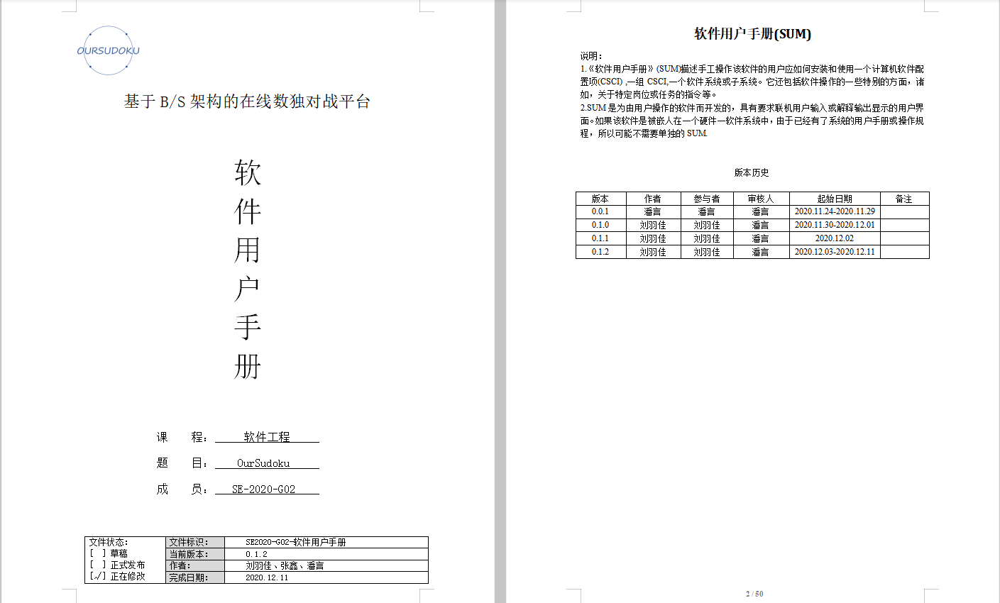 OURSUDOKU
基于 B/S 架构的在线数独对战平台
软
件
用
户
手
册
课 程： 软件工程
题 目： OurSudoku
成 员： SE-2020-G02
文件状态：
[ ] 草稿
[ ] 正式发布
[√] 正在修改
文件标识： SE2020-G02-软件用户手册
当前版本： 0.1.2
作者： 刘羽佳、张鑫、潘言
完成日期： 2020.12.11
软件用户手册(SUM)
说明：
1.《软件用户手册》(SUM)描述手工操作该软件的用户应如何安装和使用一个计算机软件配
置项(CSCI) ,一组 CSCI,一个软件系统或子系统。它还包括软件操作的一些特别的方面，诸
如，关于特定岗位或任务的指令等。
2.SUM 是为由用户操作的软件而开发的，具有要求联机用户输入或解释输出显示的用户界
面。如果该软件是被嵌人在一个硬件一软件系统中，由于已经有了系统的用户手册或操作规
程，所以可能不需要单独的 SUM.
版本历史
版本 作者 参与者 审核人 起始日期 备注
0.0.1 潘言 潘言 潘言 2020.11.24-2020.11.29
0.1.0 刘羽佳 刘羽佳 潘言 2020.11.30-2020.12.01
0.1.1 刘羽佳 刘羽佳 潘言 2020.12.02
0.1.2 刘羽佳 刘羽佳 潘言 2020.12.03-2020.12.11
2 / 50